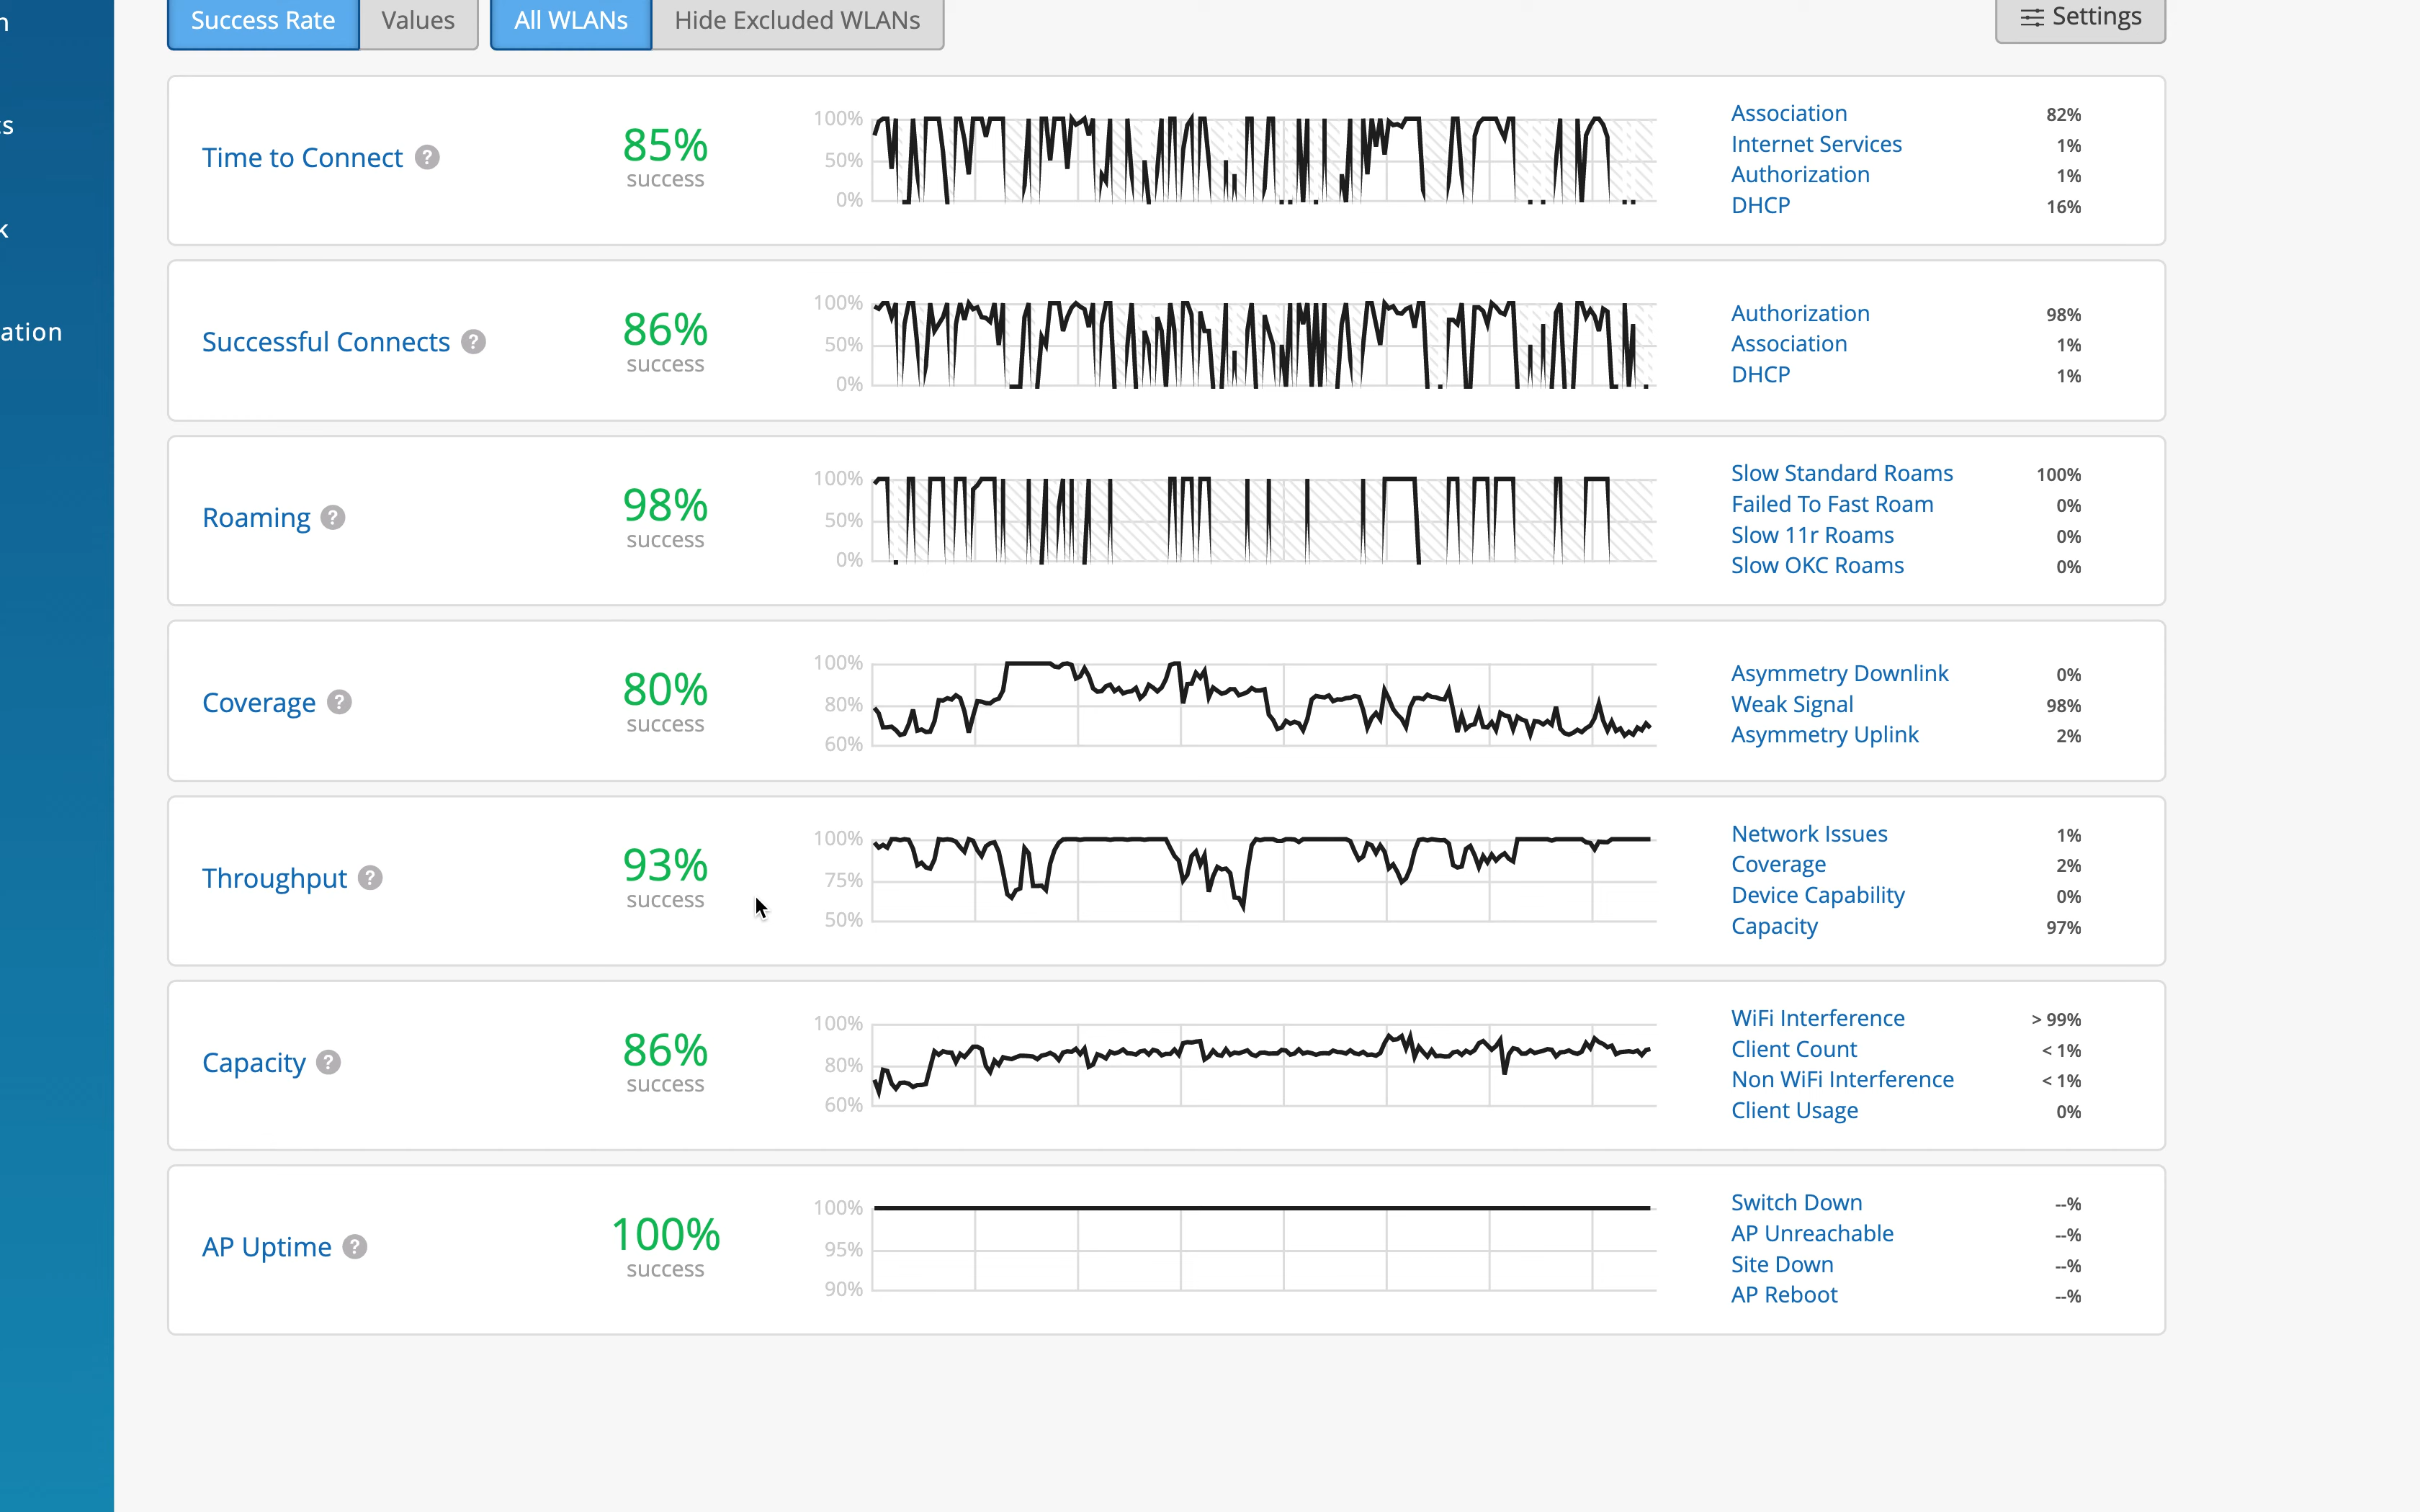 Success Rate
Values
All WLANs
Hide Excluded WLANs
Settings
n
cs
k
ation
Time to Connect ?
85%
success
100%
50%
0%
Association 82%
Internet Services 1%
Authorization 1%
DHCP 16%
Successful Connects ?
86%
success
100%
50%
0%
Authorization 98%
Association 1%
DHCP 1%
Roaming ?
98%
success
100%
50%
0%
Slow Standard Roams 100%
Failed To Fast Roam 0%
Slow 11r Roams 0%
Slow OKC Roams 0%
Coverage ?
80%
success
100%
80%
60%
Asymmetry Downlink 0%
Weak Signal 98%
Asymmetry Uplink 2%
Throughput ?
93%
success
100%
75%
50%
Network Issues 1%
Coverage 2%
Device Capability 0%
Capacity 97%
Capacity ?
86%
success
100%
80%
60%
WiFi Interference > 99%
Client Count < 1%
Non WiFi Interference < 1%
Client Usage 0%
AP Uptime ?
100%
success
100%
95%
90%
Switch Down --%
AP Unreachable --%
Site Down --%
AP Reboot --%